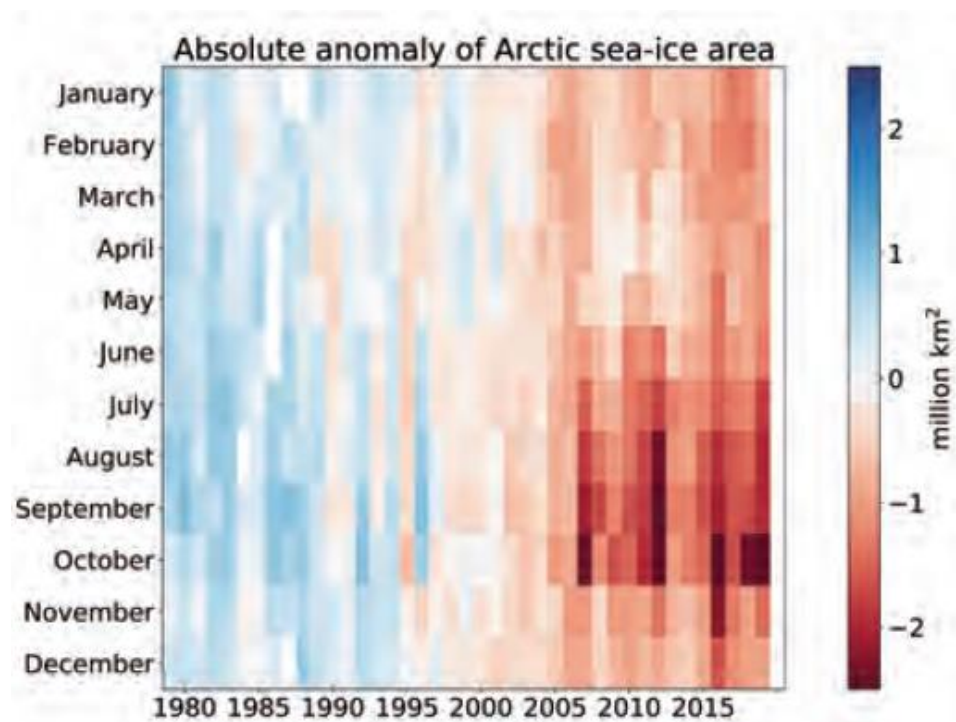 Absolute anomaly of Arctic sea-ice area
January
February
March
April
May
June
July
August
September
October
November
December
1980 1985 1990 1995 2000 2005 2010 2015
2
1
0
−1
−2
million km²